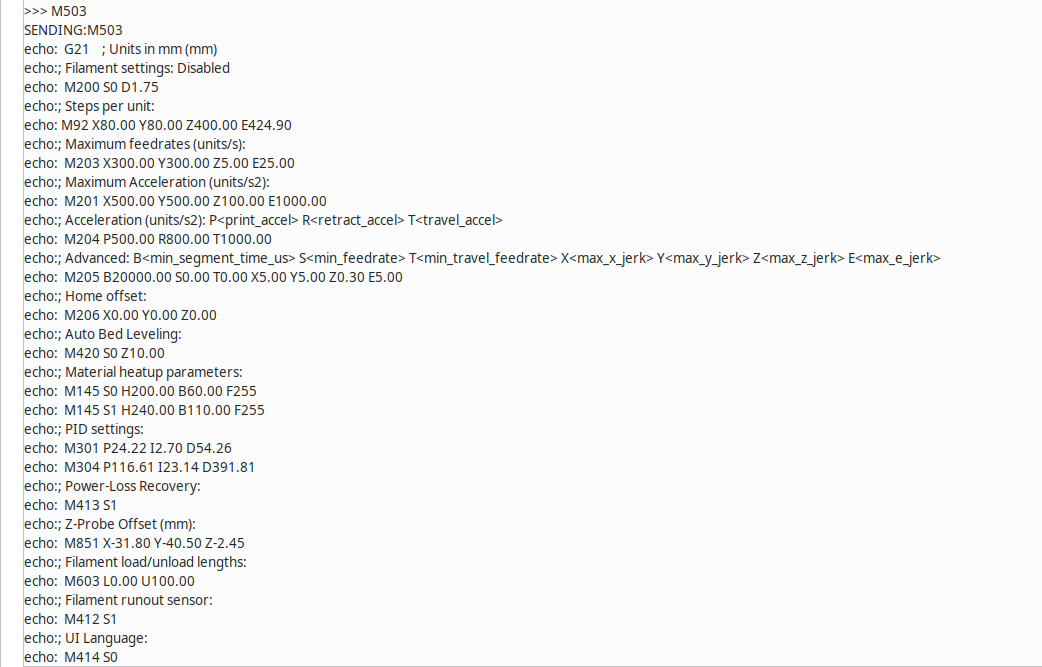 >>> M503
SENDING:M503
echo:  G21    ; Units in mm (mm)
echo:; Filament settings: Disabled
echo:  M200 S0 D1.75
echo:; Steps per unit:
echo: M92 X80.00 Y80.00 Z400.00 E424.90
echo:; Maximum feedrates (units/s):
echo:  M203 X300.00 Y300.00 Z5.00 E25.00
echo:; Maximum Acceleration (units/s2):
echo:  M201 X500.00 Y500.00 Z100.00 E1000.00
echo:; Acceleration (units/s2): P<print_accel> R<retract_accel> T<travel_accel>
echo:  M204 P500.00 R800.00 T1000.00
echo:; Advanced: B<min_segment_time_us> S<min_feedrate> T<min_travel_feedrate> X<max_x_jerk> Y<max_y_jerk> Z<max_z_jerk> E<max_e_jerk>
echo:  M205 B20000.00 S0.00 T0.00 X5.00 Y5.00 Z0.30 E5.00
echo:; Home offset:
echo:  M206 X0.00 Y0.00 Z0.00
echo:; Auto Bed Leveling:
echo:  M420 S0 Z10.00
echo:; Material heatup parameters:
echo:  M145 S0 H200.00 B60.00 F255
echo:  M145 S1 H240.00 B110.00 F255
echo:; PID settings:
echo:  M301 P24.22 I2.70 D54.26
echo:  M304 P116.61 I23.14 D391.81
echo:; Power-Loss Recovery:
echo:  M413 S1
echo:; Z-Probe Offset (mm):
echo:  M851 X-31.80 Y-40.50 Z-2.45
echo:; Filament load/unload lengths:
echo:  M603 L0.00 U100.00
echo:; Filament runout sensor:
echo:  M412 S1
echo:; UI Language:
echo:  M414 S0